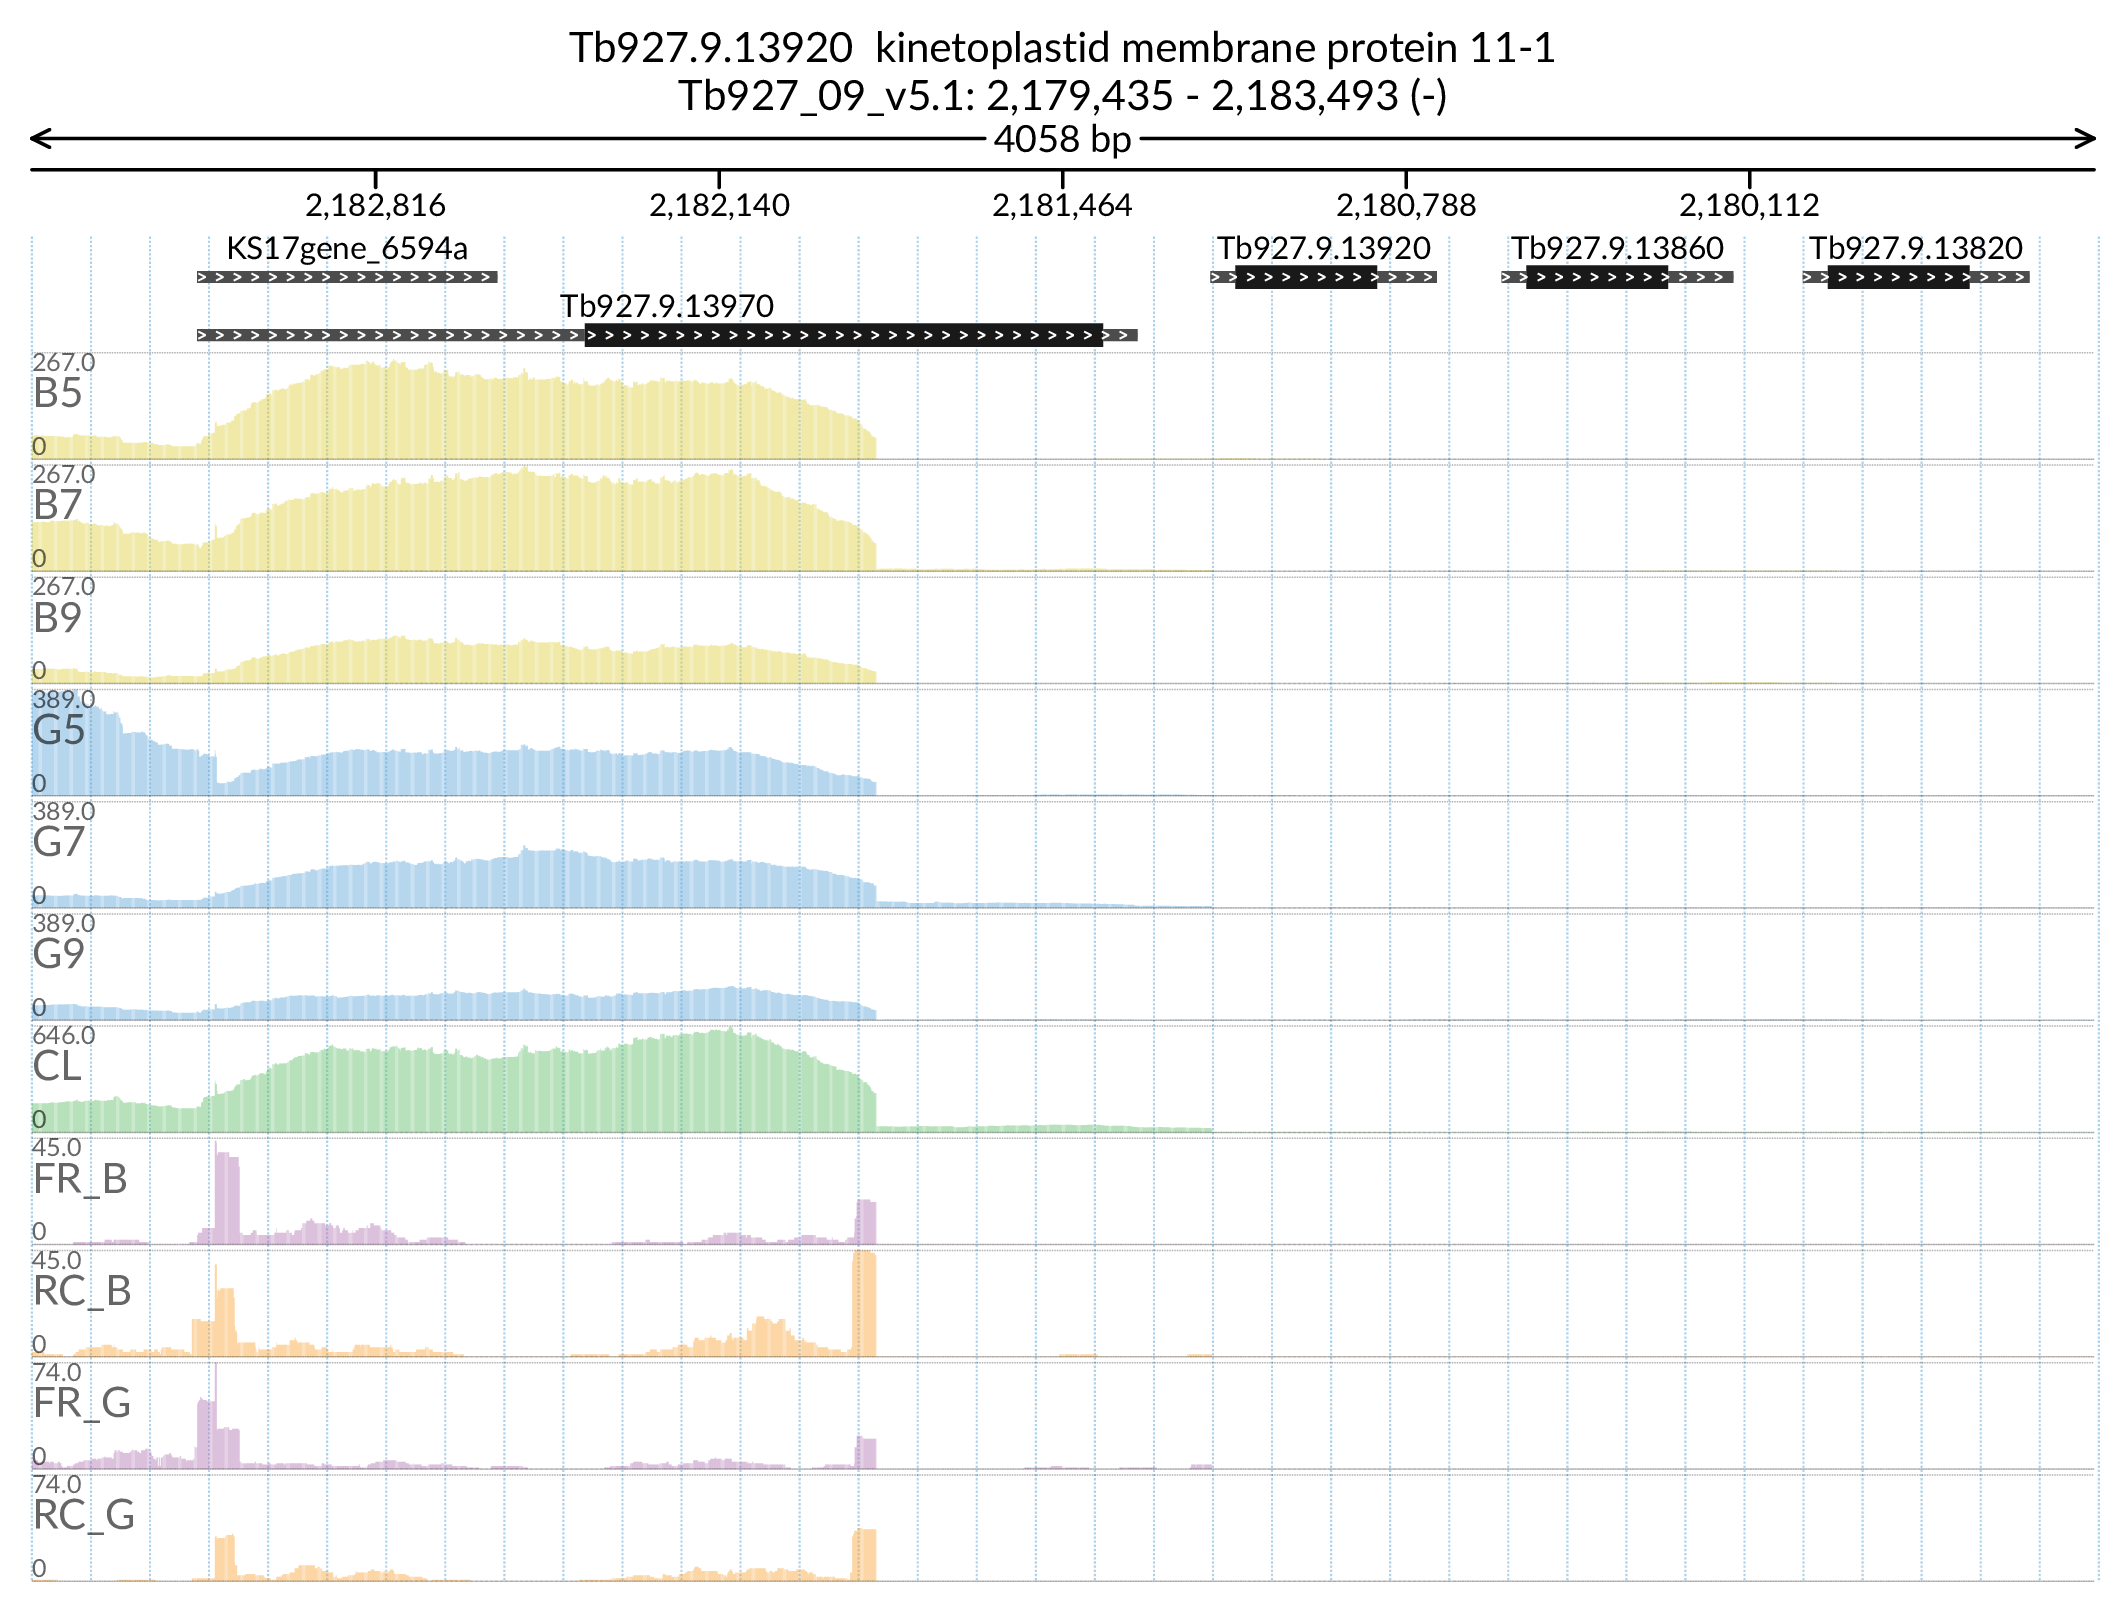 Tb927.9.13920 kinetoplastid membrane protein 11-1
Tb927_09_v5.1: 2,179,435 - 2,183,493 (-)
4058 bp
2,182,816 2,182,140 2,181,464 2,180,788 2,180,112
KS17gene_6594a Tb927.9.13920 Tb927.9.13860 Tb927.9.13820
Tb927.9.13970
267.0
B5
0
267.0
B7
0
267.0
B9
0
389.0
G5
0
389.0
G7
0
389.0
G9
0
646.0
CL
0
45.0
FR_B
0
45.0
RC_B
0
74.0
FR_G
0
74.0
RC_G
0